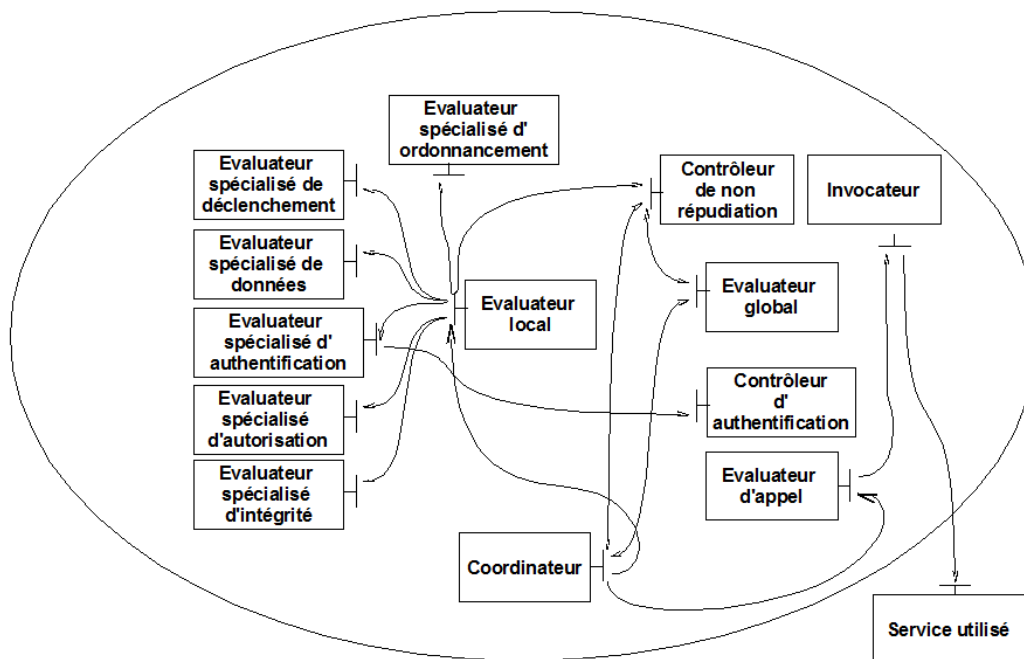 Evaluateur
spécialisé d'
ordonnancement
Evaluateur
spécialisé de
déclenchement
Contrôleur
de non
répudiation
Invocateur
Evaluateur
spécialisé de
données
Evaluateur
global
Evaluateur
local
Evaluateur
spécialisé d'
authentification
Contrôleur
d'
authentification
Evaluateur
spécialisé
d'autorisation
Evaluateur
d'appel
Evaluateur
spécialisé
d'intégrité
Coordinateur
Service utilisé